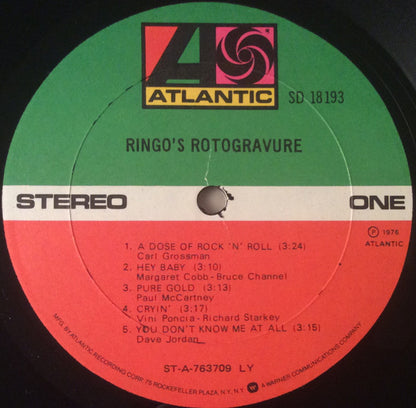 ATLANTIC
SD 18193
RINGO'S ROTOGRAVURE
STEREO
ONE
℗ 1976
ATLANTIC
1. A DOSE OF ROCK 'N' ROLL (3:24)
Carl Grossman
2. HEY BABY (3:10)
Margaret Cobb-Bruce Channel
3. PURE GOLD (3:13)
Paul McCartney
4. CRYIN' (3:17)
Vini Poncia-Richard Starkey
5. YOU DON'T KNOW ME AT ALL (3:15)
Dave Jordan
ST-A-763709 LY
MFG. BY ATLANTIC RECORDING CORP. 75 ROCKEFELLER PLAZA, N.Y., N.Y. A WARNER COMMUNICATIONS COMPANY